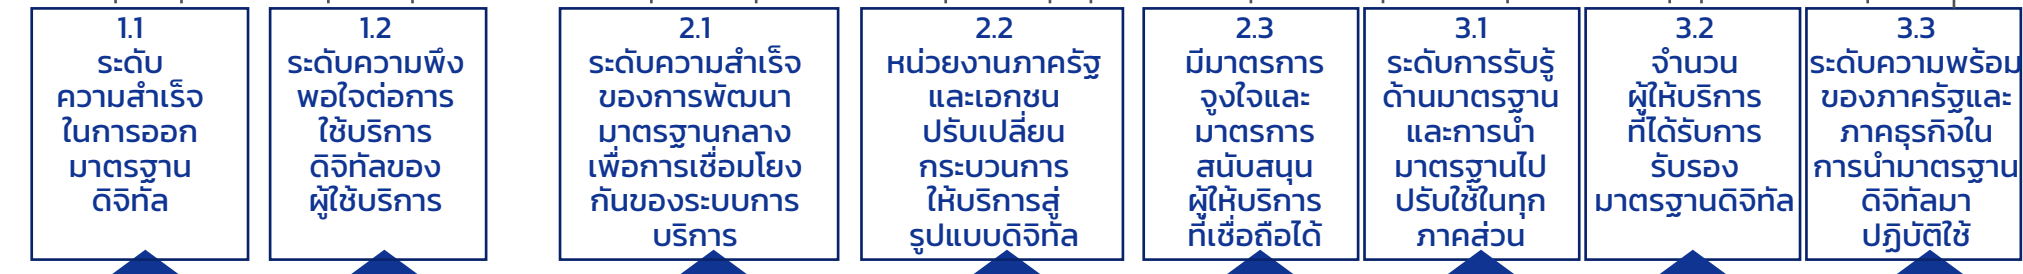 1.1
ระดับ
ความสำเร็จ
ในการออก
มาตรฐาน
ดิจิทัล
1.2
ระดับความพึง
พอใจต่อการ
ใช้บริการ
ดิจิทัลของ
ผู้ใช้บริการ
2.1
ระดับความสำเร็จ
ของการพัฒนา
มาตรฐานกลาง
เพื่อการเชื่อมโยง
กันของระบบการ
บริการ
2.2
หน่วยงานภาครัฐ
และเอกชน
ปรับเปลี่ยน
กระบวนการ
ให้บริการสู่
รูปแบบดิจิทัล
2.3
มีมาตรการ
จูงใจและ
มาตรการ
สนับสนุน
ผู้ให้บริการ
ที่เชื่อถือได้
3.1
ระดับการรับรู้
ด้านมาตรฐาน
และการนำ
มาตรฐานไป
ปรับใช้ในทุก
ภาคส่วน
3.2
จำนวน
ผู้ให้บริการ
ที่ได้รับการ
รับรอง
มาตรฐานดิจิทัล
3.3
ระดับความพร้อม
ของภาครัฐและ
ภาคธุรกิจใน
การนำมาตรฐาน
ดิจิทัลมา
ปฏิบัติใช้